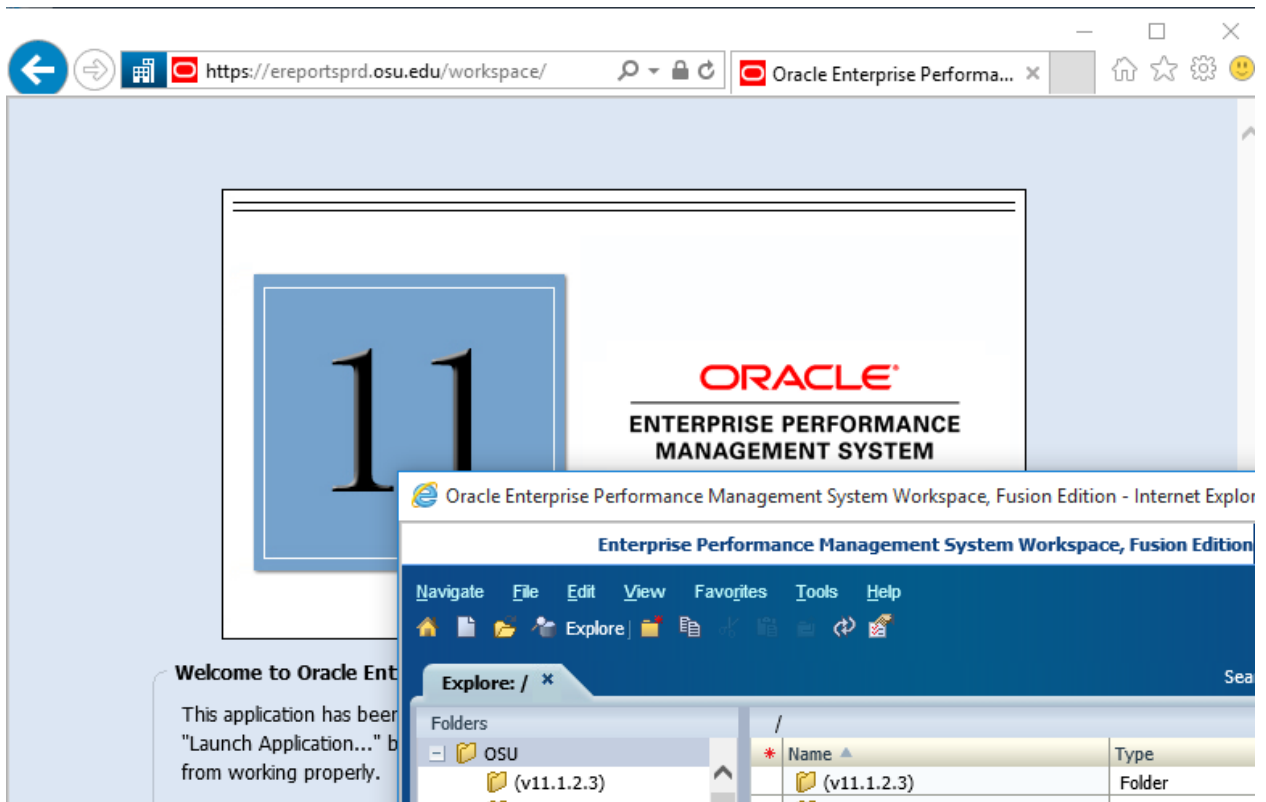 https://ereportsprd.osu.edu/workspace/
Oracle Enterprise Performa...
11
ORACLE
ENTERPRISE PERFORMANCE
MANAGEMENT SYSTEM
Oracle Enterprise Performance Management System Workspace, Fusion Edition - Internet Explor
Enterprise Performance Management System Workspace, Fusion Edition
Navigate File Edit View Favorites Tools Help
Explore
Explore: /
Sea
Welcome to Oracle Ent
This application has been
"Launch Application..." b
from working properly.
Folders
/
OSU
* Name Type
(v11.1.2.3)
(v11.1.2.3) Folder